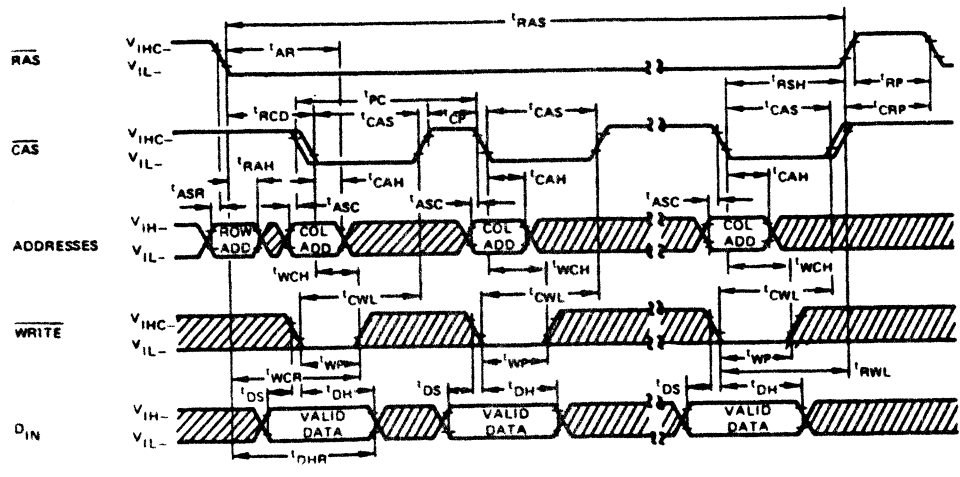 tRAS
RAS
VIHC–
VIL–
tAR
tRSH
tRP
tPC
tRCD
tCAS
tCP
tCAS
tCAS
tCRP
CAS
VIHC–
VIL–
tRAH
tCAH
tCAH
tCAH
tASR
tASC
tASC
tASC
ADDRESSES
VIH–
VIL–
ROW ADD
COL ADD
COL ADD
COL ADD
tWCH
tWCH
tWCH
tCWL
tCWL
tCWL
WRITE
VIHC–
VIL–
tWP
tWP
tWP
tWCR
tRWL
tDS
tDH
tDS
tDH
tDS
tDH
DIN
VIH–
VIL–
VALID DATA
VALID DATA
VALID DATA
tDHR